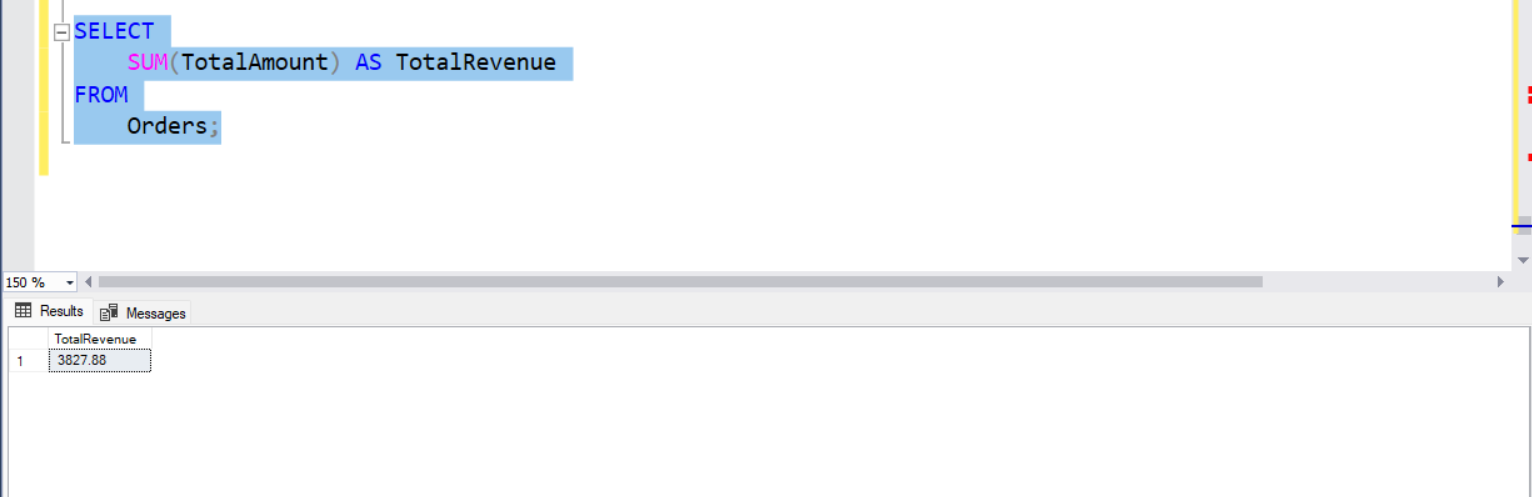 SELECT
SUM(TotalAmount) AS TotalRevenue
FROM
Orders;
150 %
Results Messages
TotalRevenue
1 3827.88